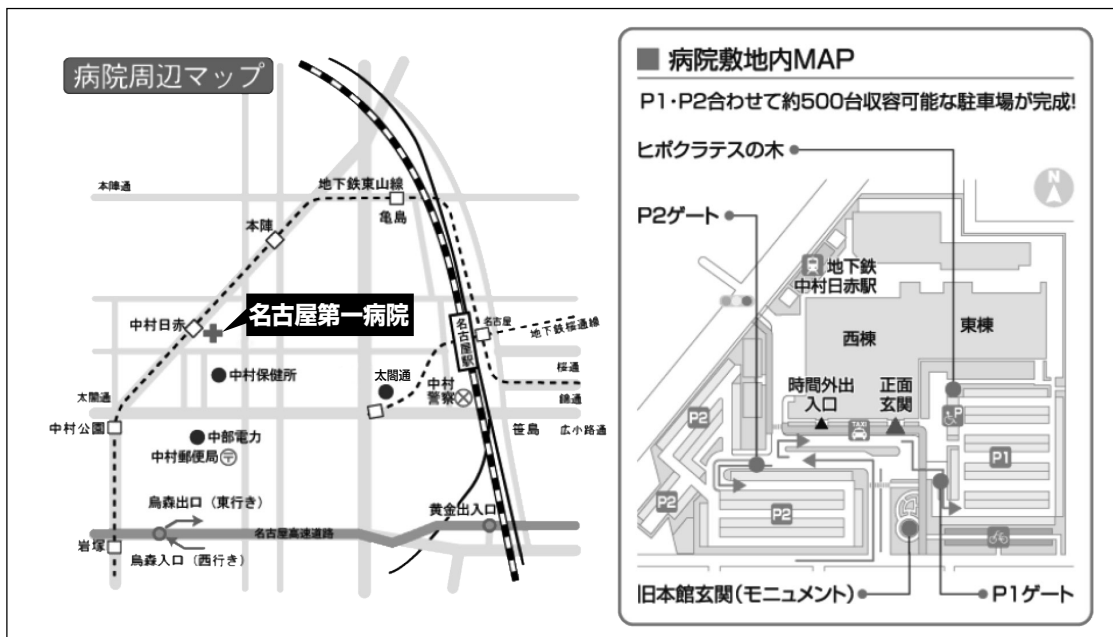 病院周辺マップ
本陣通
地下鉄東山線
亀島
本陣
中村日赤
名古屋第一病院
名古屋駅
名古屋
地下鉄桜通線
中村保健所
太閤通
中村
警察
桜通
錦通
太閤通
中村公園
中部電力
笹島
広小路通
中村郵便局
烏森出口(東行き)
黄金出入口
名古屋高速道路
岩塚
烏森入口(西行き)
病院敷地内MAP
P1・P2合わせて約500台収容可能な駐車場が完成!
ヒポクラテスの木
N
P2ゲート
地下鉄
中村日赤駅
東棟
西棟
時間外出
入口
正面
玄関
P
TAXI
P2
P1
P2
P2
旧本館玄関(モニュメント)
P1ゲート